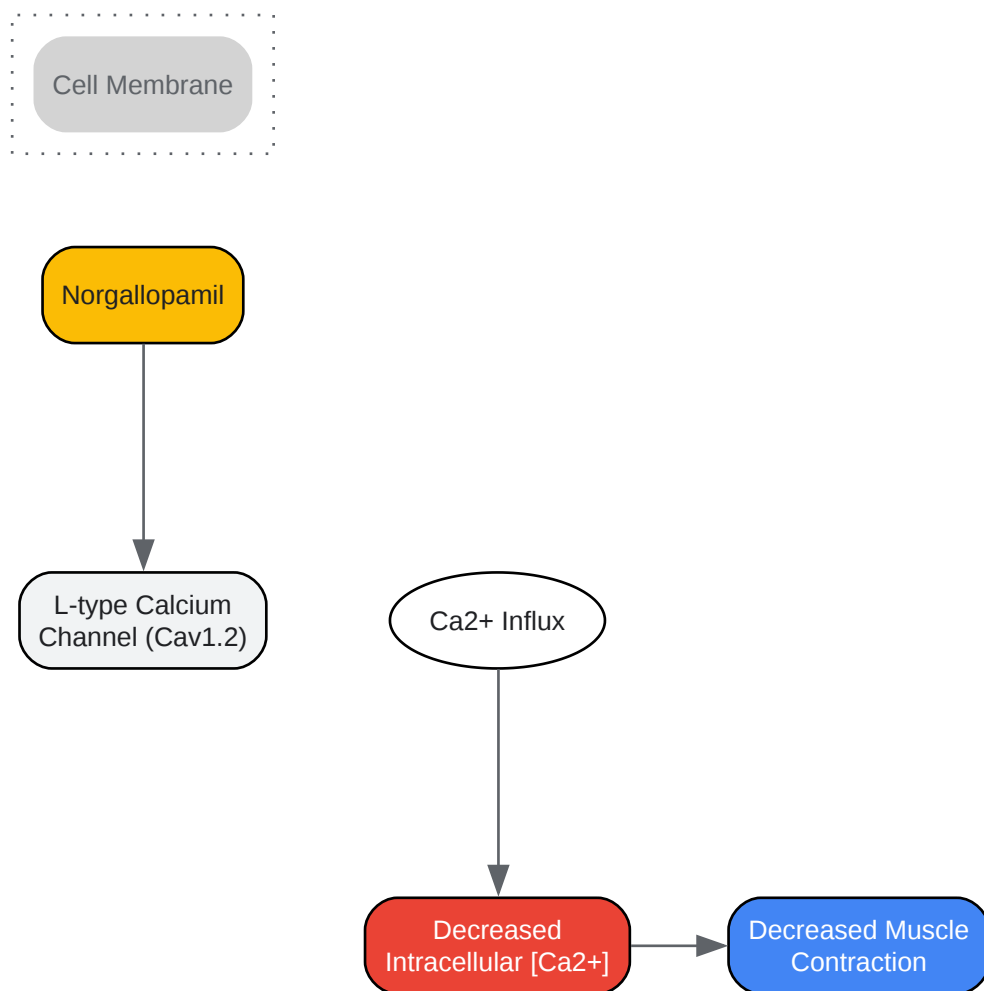 Cell Membrane
Norgallopamil
L-type Calcium
Channel (Cav1.2)
Ca2+ Influx
Decreased
Intracellular [Ca2+]
Decreased Muscle
Contraction